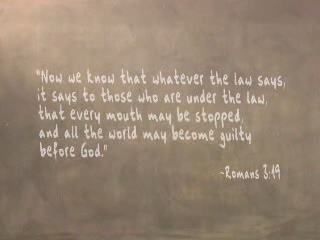 "Now we know that whatever the law says,
it says to those who are under the law,
that every mouth may be stopped,
and all the world may become guilty
before God."
~Romans 3:19